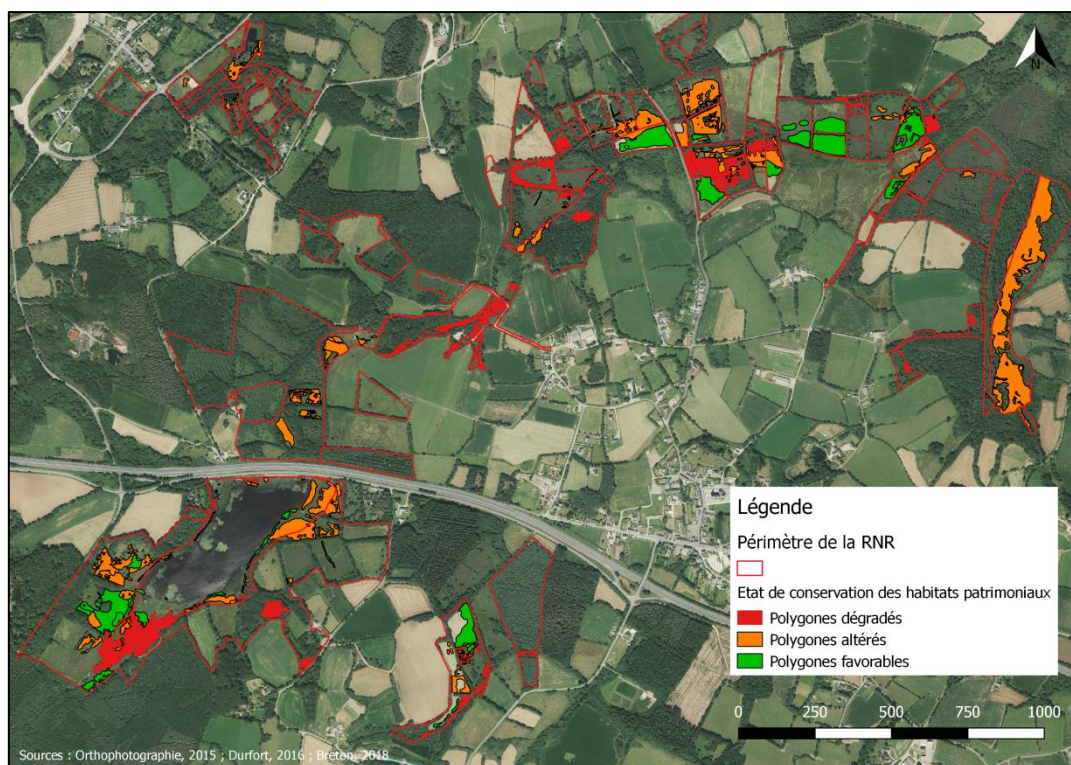 N
Légende
Périmètre de la RNR
Etat de conservation des habitats patrimoniaux
Polygones dégradés
Polygones altérés
Polygones favorables
0 250 500 750 1000
Sources : Orthophotographie, 2015 ; Durfort, 2016 ; Breton, 2018